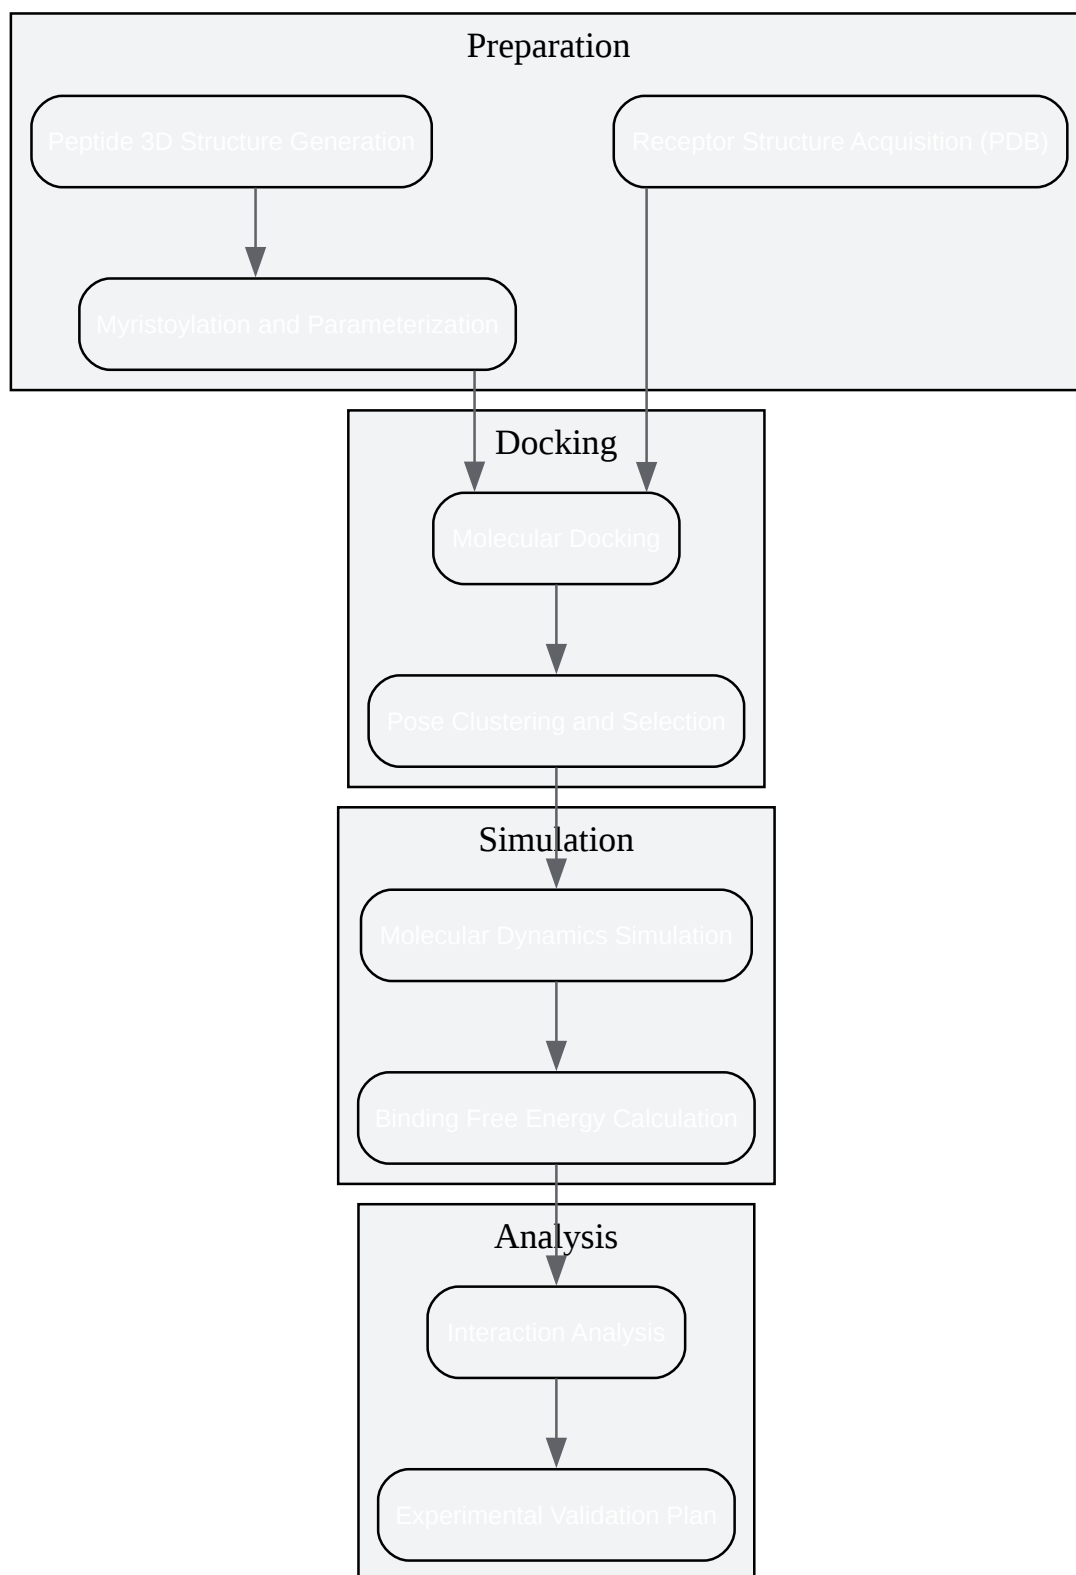 Preparation
Peptide 3D Structure Generation
Receptor Structure Acquisition (PDB)
Myristoylation and Parameterization
Docking
Molecular Docking
Pose Clustering and Selection
Simulation
Molecular Dynamics Simulation
Binding Free Energy Calculation
Analysis
Interaction Analysis
Experimental Validation Plan